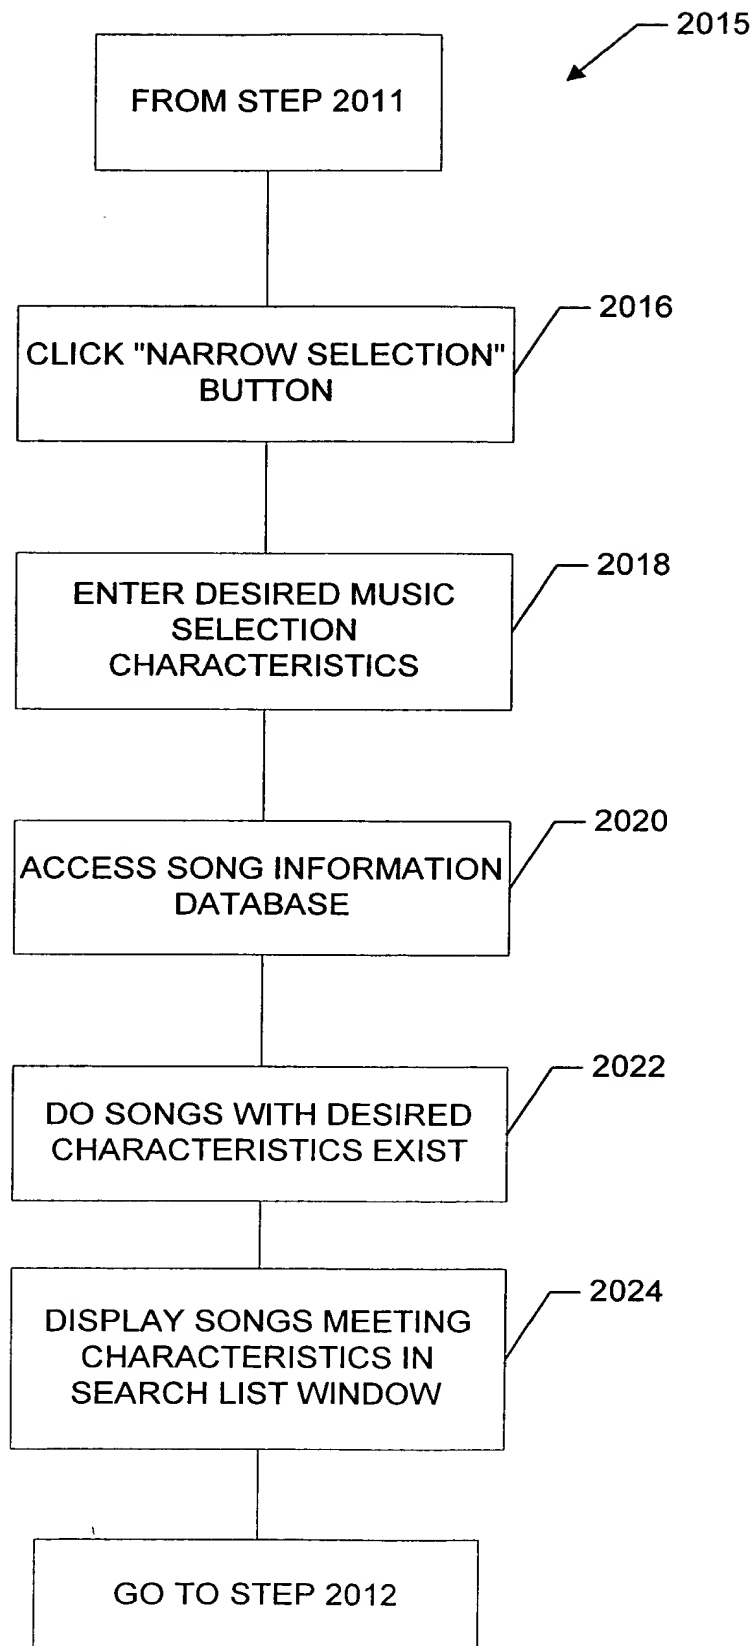 2015
FROM STEP 2011
2016
CLICK "NARROW SELECTION"
BUTTON
2018
ENTER DESIRED MUSIC
SELECTION
CHARACTERISTICS
2020
ACCESS SONG INFORMATION
DATABASE
2022
DO SONGS WITH DESIRED
CHARACTERISTICS EXIST
2024
DISPLAY SONGS MEETING
CHARACTERISTICS IN
SEARCH LIST WINDOW
GO TO STEP 2012